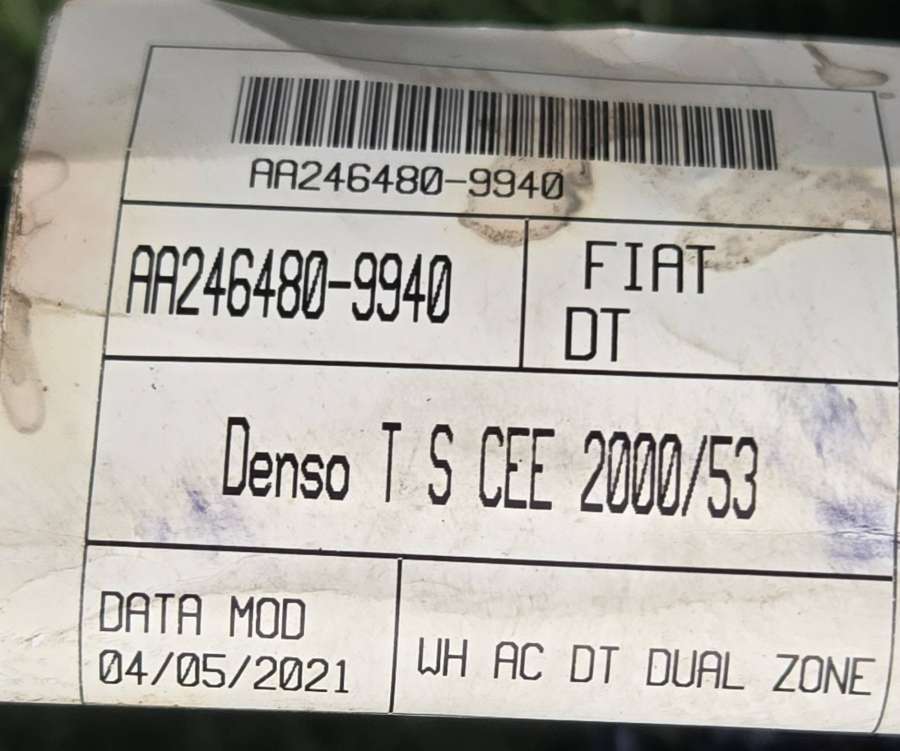 AA246480-9940
AA246480-9940
FIAT
DT
Denso T S CEE 2000/53
DATA MOD
04/05/2021
WH AC DT DUAL ZONE